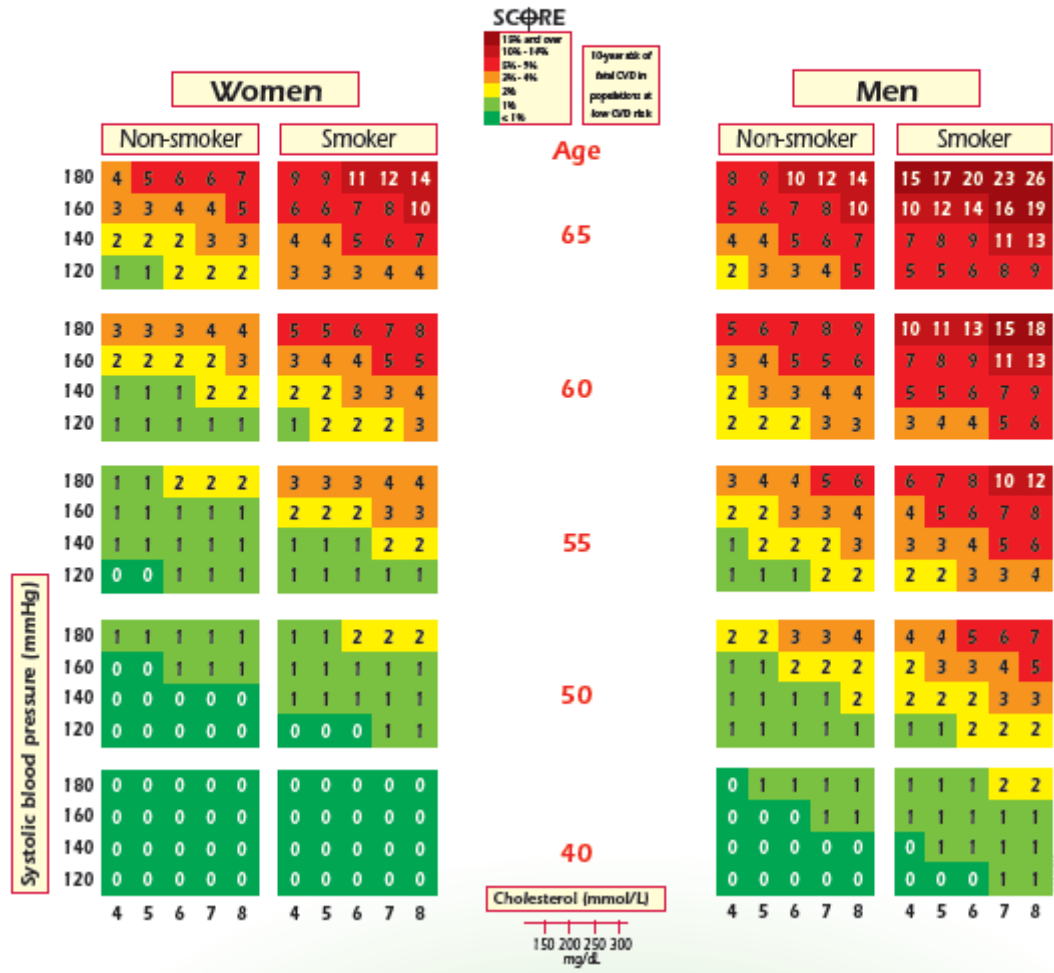 SCORE
15% and over
10% - 14%
5% - 9%
3% - 4%
2%
1%
< 1%
10-year risk of
fatal CVD in
populations at
low CVD risk
Women
Men
Non-smoker Smoker
Age
Non-smoker Smoker
180 4 5 6 6 7 9 9 11 12 14 8 9 10 12 14 15 17 20 23 26
160 3 3 4 4 5 6 6 7 8 10 5 6 7 8 10 10 12 14 16 19
65
140 2 2 2 3 3 4 4 5 6 7 4 4 5 6 7 7 8 9 11 13
120 1 1 2 2 2 3 3 3 4 4 2 3 3 4 5 5 5 6 8 9
180 3 3 3 4 4 5 5 6 7 8 5 6 7 8 9 10 11 13 15 18
160 2 2 2 2 3 3 4 4 5 5 3 4 5 5 6 7 8 9 11 13
60
140 1 1 1 2 2 2 2 3 3 4 2 3 3 4 4 5 5 6 7 9
120 1 1 1 1 1 1 2 2 2 3 2 2 2 3 3 3 4 4 5 6
180 1 1 2 2 2 3 3 3 4 4 3 4 4 5 6 6 7 8 10 12
160 1 1 1 1 1 2 2 2 3 3 2 2 3 3 4 4 5 6 7 8
55
140 1 1 1 1 1 1 1 1 2 2 1 2 2 2 3 3 3 4 5 6
120 0 0 1 1 1 1 1 1 1 1 1 1 1 2 2 2 2 3 3 4
180 1 1 1 1 1 1 1 2 2 2 2 2 3 3 4 4 4 5 6 7
160 0 0 1 1 1 1 1 1 1 1 1 1 2 2 2 2 3 3 4 5
50
140 0 0 0 0 0 1 1 1 1 1 1 1 1 1 2 2 2 2 3 3
120 0 0 0 0 0 0 0 0 1 1 1 1 1 1 1 1 1 2 2 2
180 0 0 0 0 0 0 0 0 0 0 0 1 1 1 1 1 1 1 2 2
160 0 0 0 0 0 0 0 0 0 0 0 0 0 1 1 1 1 1 1 1
140 0 0 0 0 0 0 0 0 0 0 0 0 0 0 0 0 1 1 1 1
40
120 0 0 0 0 0 0 0 0 0 0 0 0 0 0 0 0 0 0 1 1
4 5 6 7 8 4 5 6 7 8 4 5 6 7 8 4 5 6 7 8
Systolic blood pressure (mmHg)
Cholesterol (mmol/L)
150 200 250 300
mg/dL